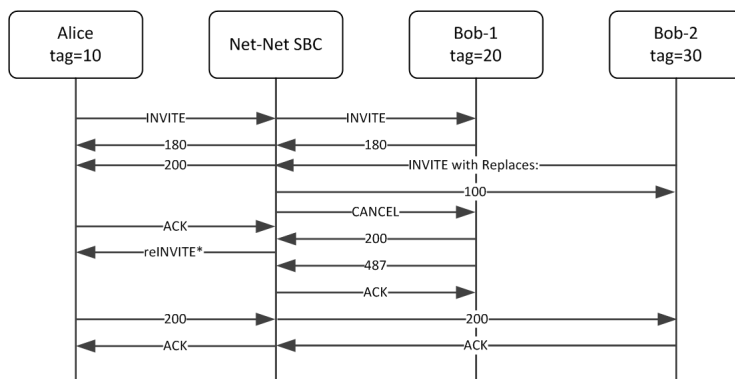 Alice
tag=10
Net-Net SBC
Bob-1
tag=20
Bob-2
tag=30
INVITE
INVITE
180
180
200
INVITE with Replaces:
100
CANCEL
ACK
200
reINVITE*
487
ACK
200
200
ACK
ACK